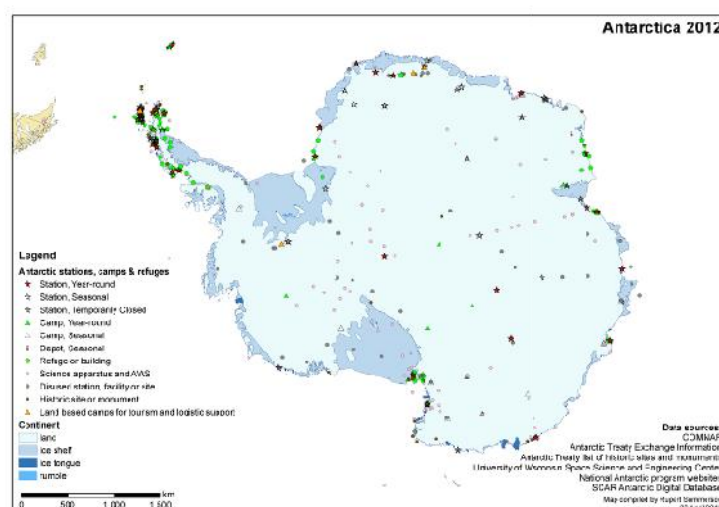 Antarctica 2012
Legend
Antarctic stations, camps & refuges
Station, Year-round
Station, Seasonal
Station, Temporarily Closed
Camp, Year-round
Camp, Seasonal
Depot, Seasonal
Refuge or building
Science apparatus and AWS
Disused station, facility or site
Historic site or monument
Land based camps for tourism and logistic support
Continent
land
ice shelf
ice tongue
rumple
km
0 500 1 000 1 500
Data sources
COMNAP
Antarctic Treaty Exchange Information
Antarctic Treaty list of historic sites and monuments
University of Wisconsin Space Science and Engineering Center
National Antarctic program websites
SCAR Antarctic Digital Database
Map compiled by Rupert Summerson